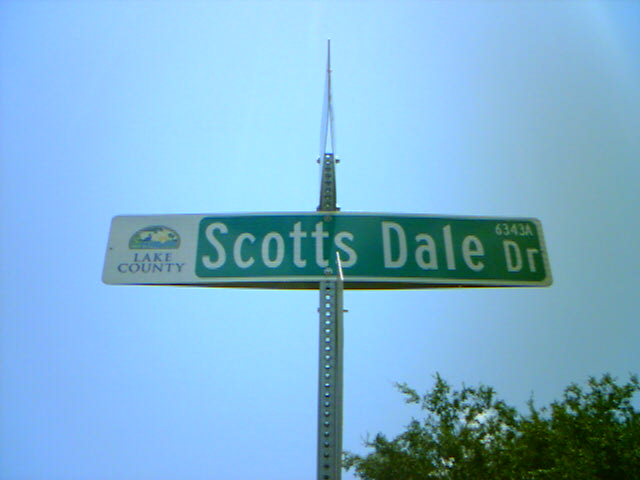 LAKE
COUNTY
Scotts Dale Dr
6343A